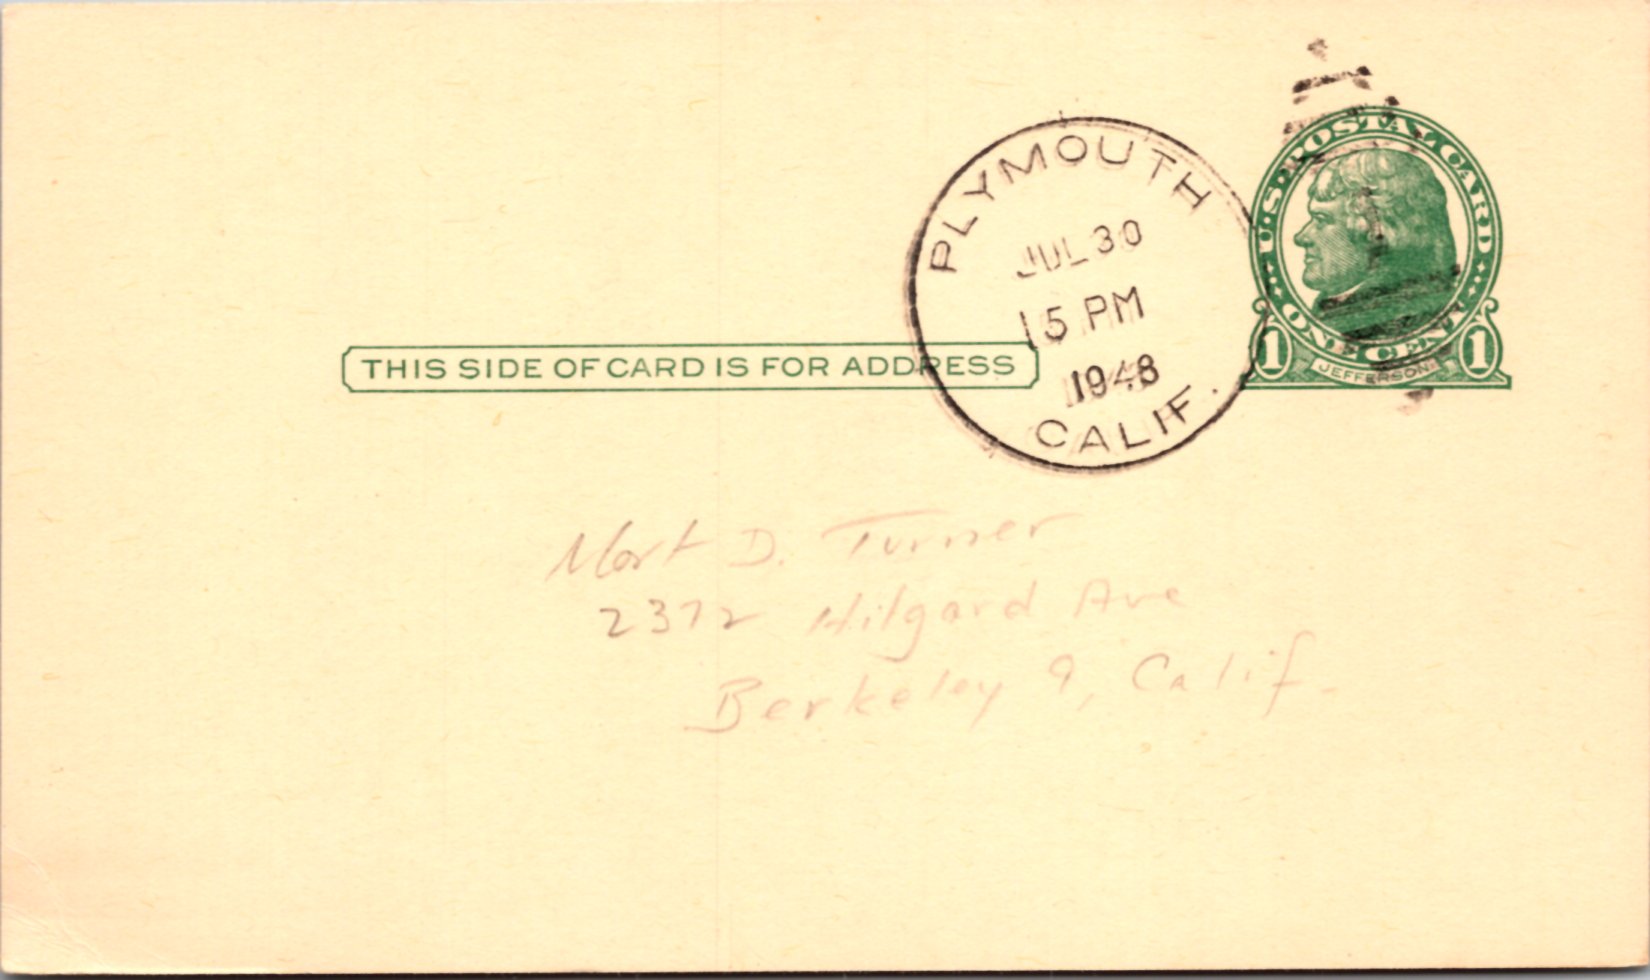 PLYMOUTH
JUL 30
15 PM
1948
CALIF.
U.S. POSTAL CARD
ONE CENT
1 JEFFERSON 1
THIS SIDE OF CARD IS FOR ADDRESS
Mort D. Turner
2372 Hilgard Ave
Berkeley 9, Calif.